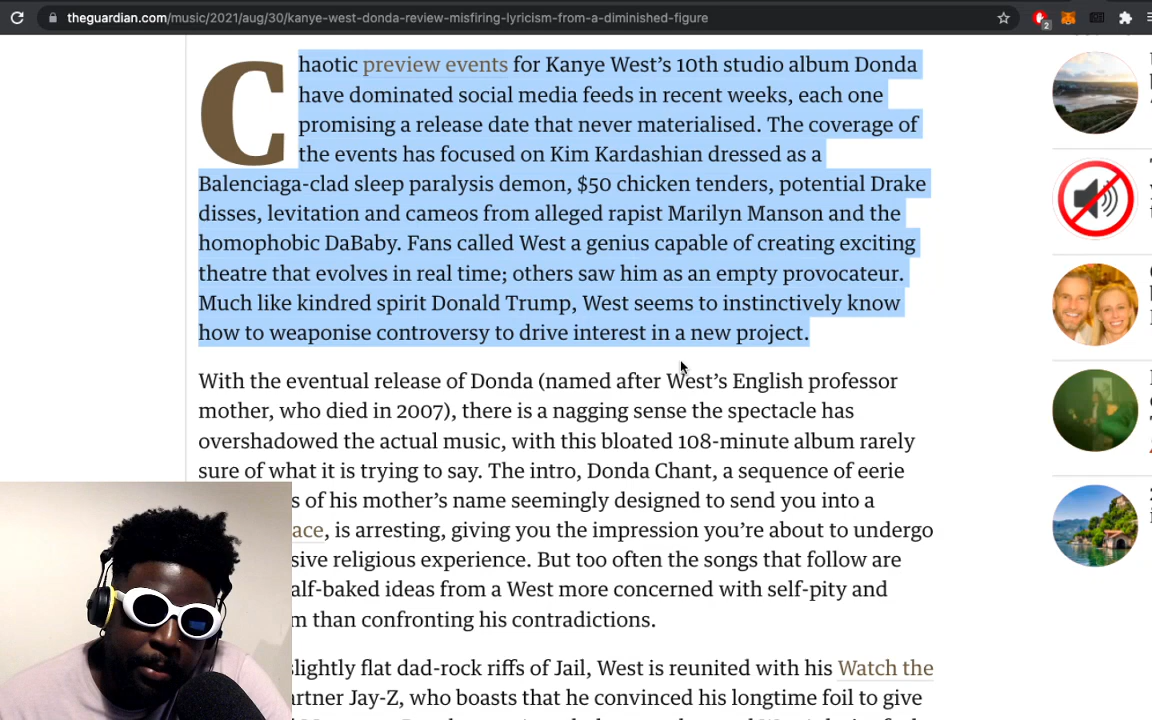 theguardian.com/music/2021/aug/30/kanye-west-donda-review-misfiring-lyricism-from-a-diminished-figure
2
Chaotic preview events for Kanye West’s 10th studio album Donda
have dominated social media feeds in recent weeks, each one
promising a release date that never materialised. The coverage of
the events has focused on Kim Kardashian dressed as a
Balenciaga-clad sleep paralysis demon, $50 chicken tenders, potential Drake
disses, levitation and cameos from alleged rapist Marilyn Manson and the
homophobic DaBaby. Fans called West a genius capable of creating exciting
theatre that evolves in real time; others saw him as an empty provocateur.
Much like kindred spirit Donald Trump, West seems to instinctively know
how to weaponise controversy to drive interest in a new project.
With the eventual release of Donda (named after West’s English professor
mother, who died in 2007), there is a nagging sense the spectacle has
overshadowed the actual music, with this bloated 108-minute album rarely
sure of what it is trying to say. The intro, Donda Chant, a sequence of eerie
s of his mother’s name seemingly designed to send you into a
ace, is arresting, giving you the impression you’re about to undergo
sive religious experience. But too often the songs that follow are
alf-baked ideas from a West more concerned with self-pity and
m than confronting his contradictions.
slightly flat dad-rock riffs of Jail, West is reunited with his Watch the
artner Jay-Z, who boasts that he convinced his longtime foil to give